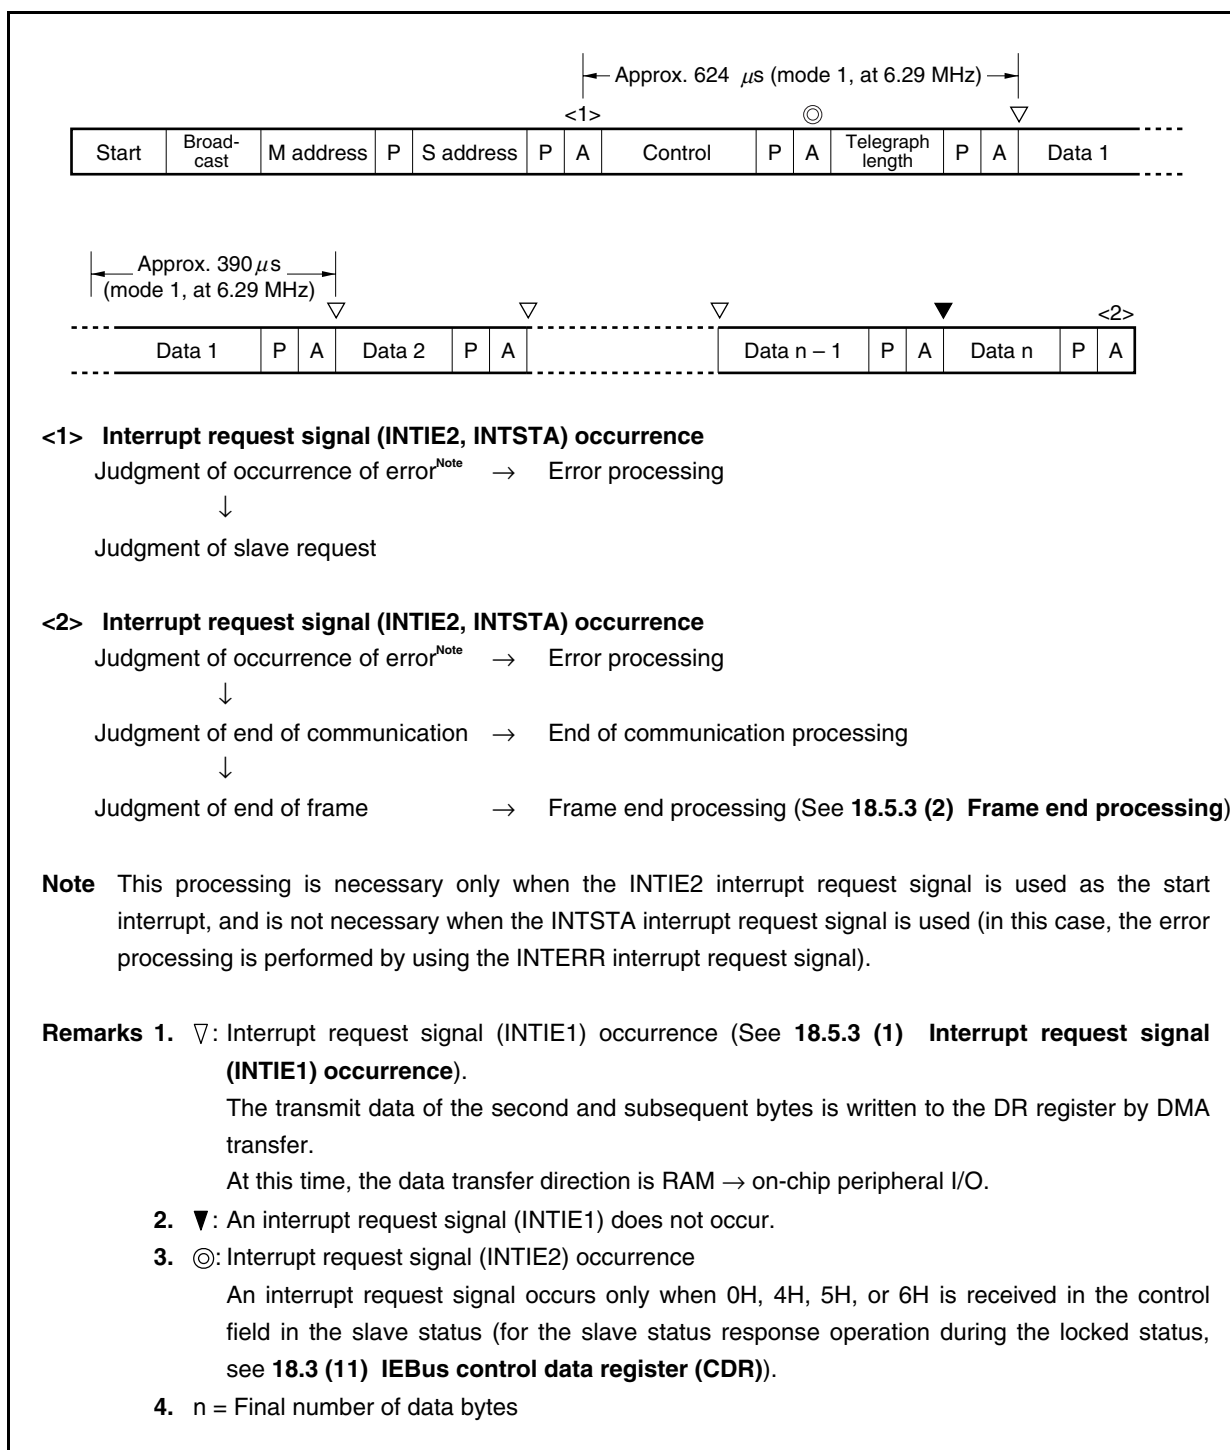 Approx. 624 μs (mode 1, at 6.29 MHz)
<1> ◎ ▽
Start Broad-cast M address P S address P A Control P A Telegraph length P A Data 1
Approx. 390 μs
(mode 1, at 6.29 MHz)
▽ ▽ ▽ ▼ <2>
Data 1 P A Data 2 P A Data n – 1 P A Data n P A
<1> Interrupt request signal (INTIE2, INTSTA) occurrence
Judgment of occurrence of error Note → Error processing
↓
Judgment of slave request
<2> Interrupt request signal (INTIE2, INTSTA) occurrence
Judgment of occurrence of error Note → Error processing
↓
Judgment of end of communication → End of communication processing
↓
Judgment of end of frame → Frame end processing (See 18.5.3 (2) Frame end processing)
Note This processing is necessary only when the INTIE2 interrupt request signal is used as the start
interrupt, and is not necessary when the INTSTA interrupt request signal is used (in this case, the error
processing is performed by using the INTERR interrupt request signal).
Remarks 1. ▽: Interrupt request signal (INTIE1) occurrence (See 18.5.3 (1) Interrupt request signal
(INTIE1) occurrence).
The transmit data of the second and subsequent bytes is written to the DR register by DMA
transfer.
At this time, the data transfer direction is RAM → on-chip peripheral I/O.
2. ▼: An interrupt request signal (INTIE1) does not occur.
3. ◎: Interrupt request signal (INTIE2) occurrence
An interrupt request signal occurs only when 0H, 4H, 5H, or 6H is received in the control
field in the slave status (for the slave status response operation during the locked status,
see 18.3 (11) IEBus control data register (CDR)).
4. n = Final number of data bytes